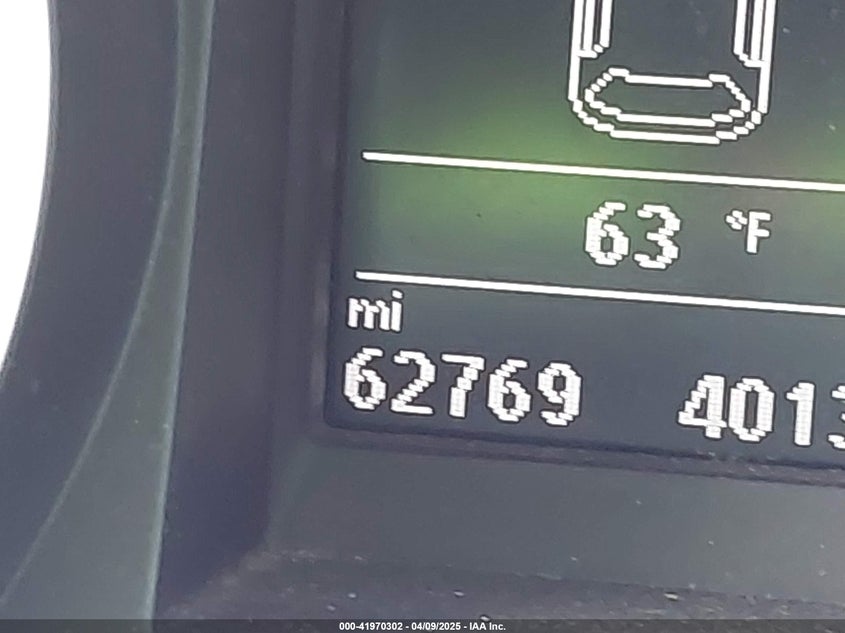 63 °F
mi
62769 4013
000-41970302 - 04/09/2025 - IAA Inc.